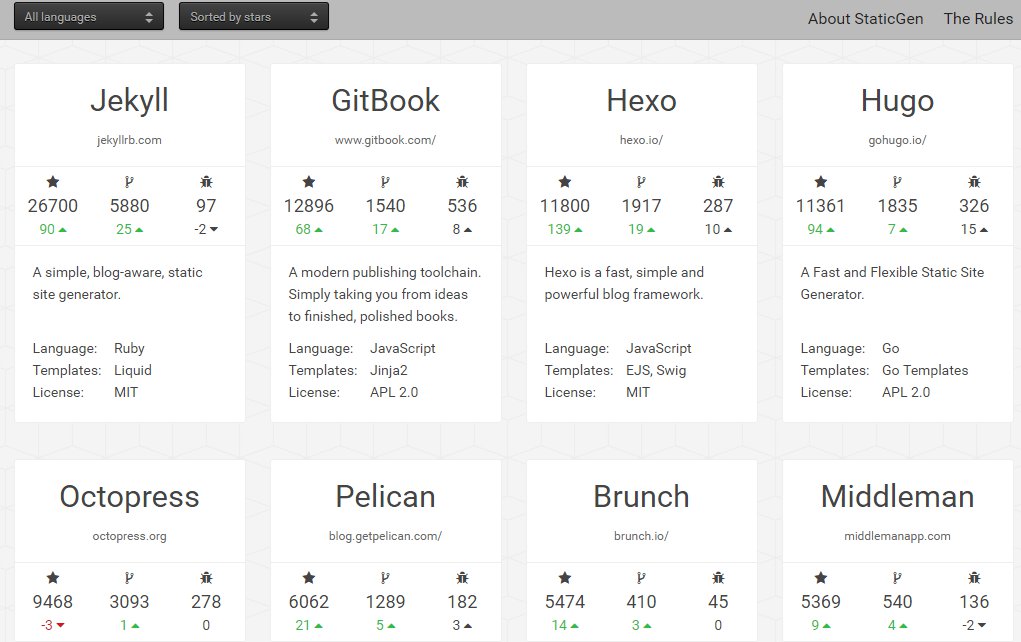 All languages
Sorted by stars
About StaticGen
The Rules
Jekyll
jekyllrb.com
26700 5880 97
90 25 -2
A simple, blog-aware, static
site generator.
Language: Ruby
Templates: Liquid
License: MIT
GitBook
www.gitbook.com/
12896 1540 536
68 17 8
A modern publishing toolchain.
Simply taking you from ideas
to finished, polished books.
Language: JavaScript
Templates: Jinja2
License: APL 2.0
Hexo
hexo.io/
11800 1917 287
139 19 10
Hexo is a fast, simple and
powerful blog framework.
Language: JavaScript
Templates: EJS, Swig
License: MIT
Hugo
gohugo.io/
11361 1835 326
94 7 15
A Fast and Flexible Static Site
Generator.
Language: Go
Templates: Go Templates
License: APL 2.0
Octopress
octopress.org
9468 3093 278
-3 1 0
Pelican
blog.getpelican.com/
6062 1289 182
21 5 3
Brunch
brunch.io/
5474 410 45
14 3 0
Middleman
middlemanapp.com
5369 540 136
9 4 -2